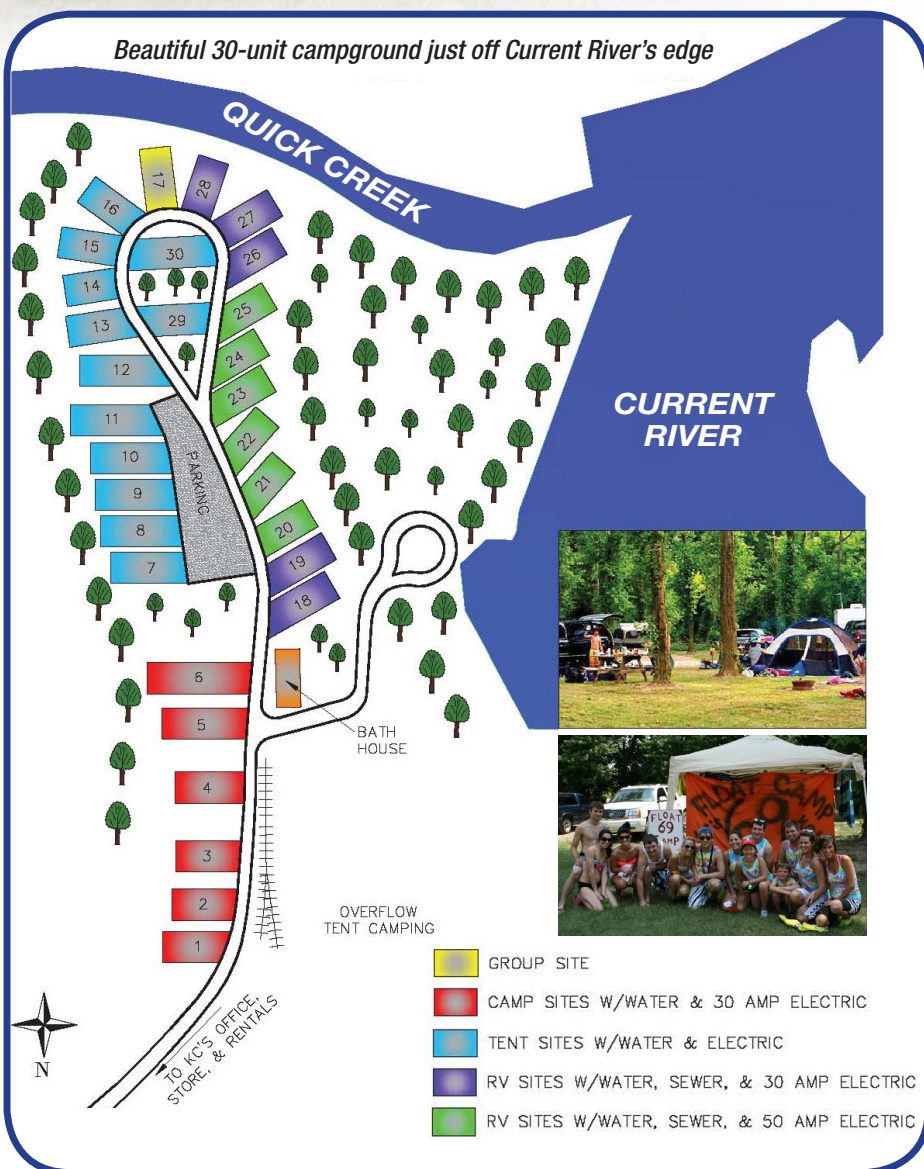 Beautiful 30-unit campground just off Current River's edge
QUICK CREEK
17
28
16
27
15
30
26
14
25
13
29
24
12
23
11
22
10
PARKING
21
9
8
20
7
19
18
CURRENT
RIVER
6
5
BATH
HOUSE
4
3
2
1
OVERFLOW
TENT CAMPING
FLOAT CAMP
69
FLOAT
69
CAMP
N
TO KC'S OFFICE,
STORE, & RENTALS
GROUP SITE
CAMP SITES W/WATER & 30 AMP ELECTRIC
TENT SITES W/WATER & ELECTRIC
RV SITES W/WATER, SEWER, & 30 AMP ELECTRIC
RV SITES W/WATER, SEWER, & 50 AMP ELECTRIC